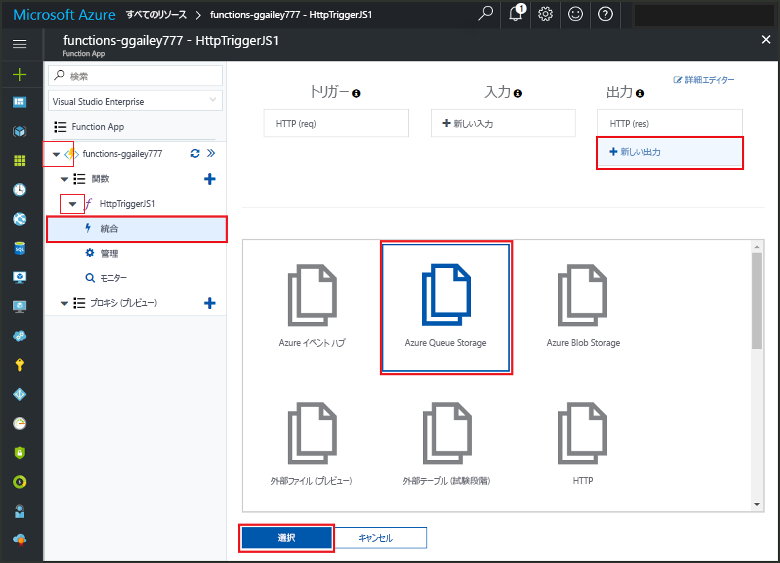 Microsoft Azure すべてのリソース > functions-ggailey777 - HttpTriggerJS1
1
functions-ggailey777 - HttpTriggerJS1
Function App
検索
Visual Studio Enterprise
Function App
functions-ggailey777
関数
HttpTriggerJS1
統合
管理
モニター
プロキシ (プレビュー)
詳細エディター
トリガー
入力
出力
HTTP (req)
新しい入力
HTTP (res)
新しい出力
Azure イベント ハブ
Azure Queue Storage
Azure Blob Storage
外部ファイル (プレビュー)
外部テーブル (試験段階)
HTTP
選択
キャンセル